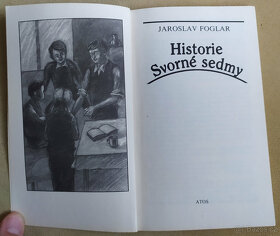 JAROSLAV FOGLAR
Historie
Svorné sedmy
ATOS